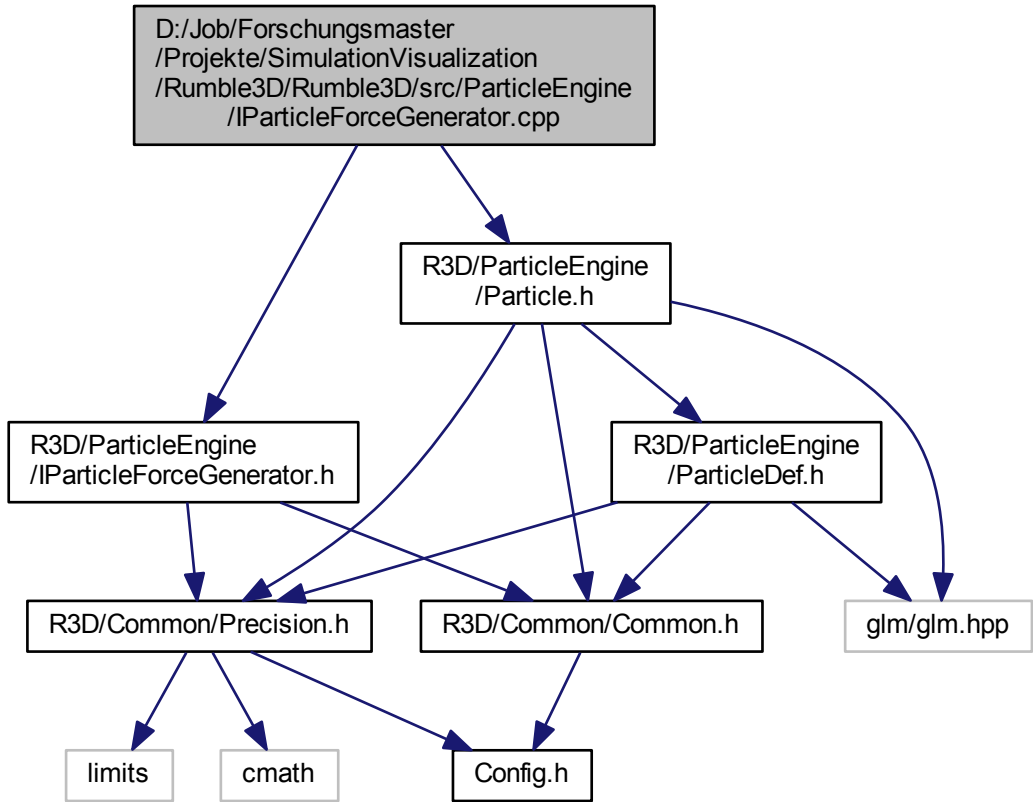 D:/Job/Forschungsmaster
/Projekte/SimulationVisualization
/Rumble3D/Rumble3D/src/ParticleEngine
/IParticleForceGenerator.cpp
R3D/ParticleEngine
/Particle.h
R3D/ParticleEngine
/IParticleForceGenerator.h
R3D/ParticleEngine
/ParticleDef.h
R3D/Common/Precision.h
R3D/Common/Common.h
glm/glm.hpp
limits
cmath
Config.h